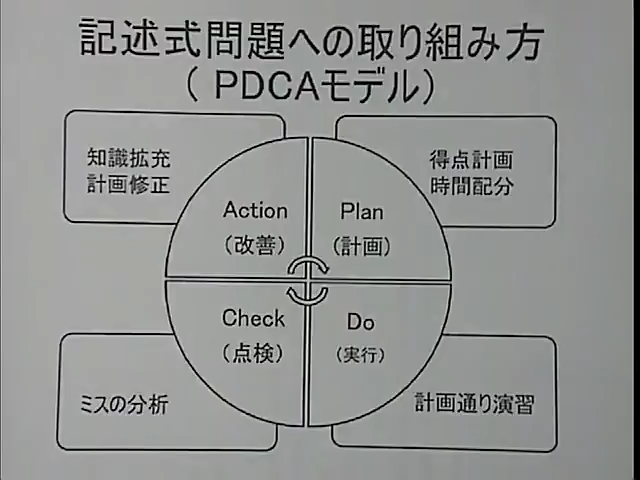 記述式問題への取り組み方
（PDCAモデル）
知識拡充
計画修正
得点計画
時間配分
Action
（改善）
Plan
（計画）
Check
（点検）
Do
（実行）
ミスの分析
計画通り演習